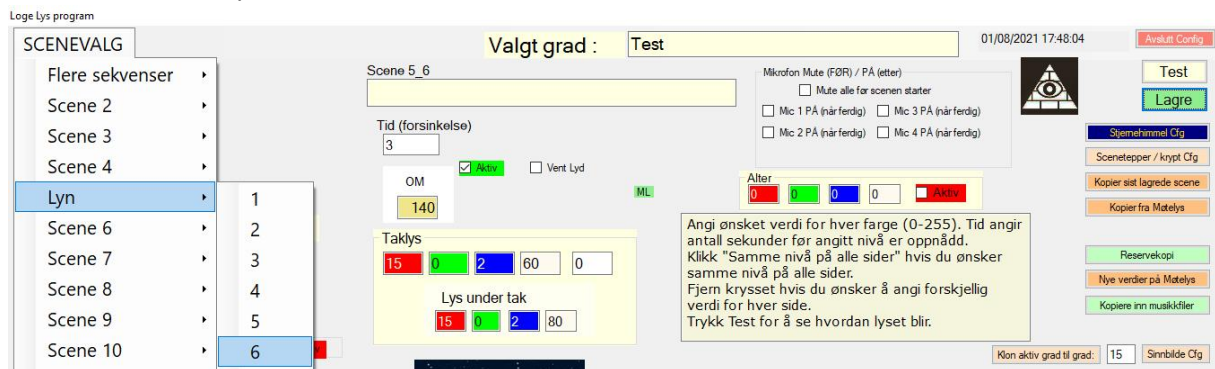 Loge Lys program
SCENEVALG
Valgt grad :
Test
01/08/2021 17:48:04
Avslutt Config
Flere sekvenser
Scene 2
Scene 3
Scene 4
Lyn
Scene 6
Scene 7
Scene 8
Scene 9
Scene 10
1
2
3
4
5
6
Scene 5_6
Tid (forsinkelse)
3
Aktiv
Vent Lyd
OM
140
ML
Taklys
15 0 2 60 0
Lys under tak
15 0 2 80
Mikrofon Mute (FØR) / PÅ (etter)
Mute alle før scenen starter
Mic 1 PÅ (når ferdig) Mic 3 PÅ (når ferdig)
Mic 2 PÅ (når ferdig) Mic 4 PÅ (når ferdig)
Alter
0 0 0 0 Aktiv
Angi ønsket verdi for hver farge (0-255). Tid angir
antall sekunder før angitt nivå er oppnådd.
Klikk "Samme nivå på alle sider" hvis du ønsker
samme nivå på alle sider.
Fjern krysset hvis du ønsker å angi forskjellig
verdi for hver side.
Trykk Test for å se hvordan lyset blir.
Test
Lagre
Stjernehimmel Cfg
Scenetepper / krypt Cfg
Kopier sist lagrede scene
Kopier fra Møtelys
Reservekopi
Nye verdier på Møtelys
Kopiere inn musikkfiler
Klon aktiv grad til grad: 15 Sinnbilde Cfg